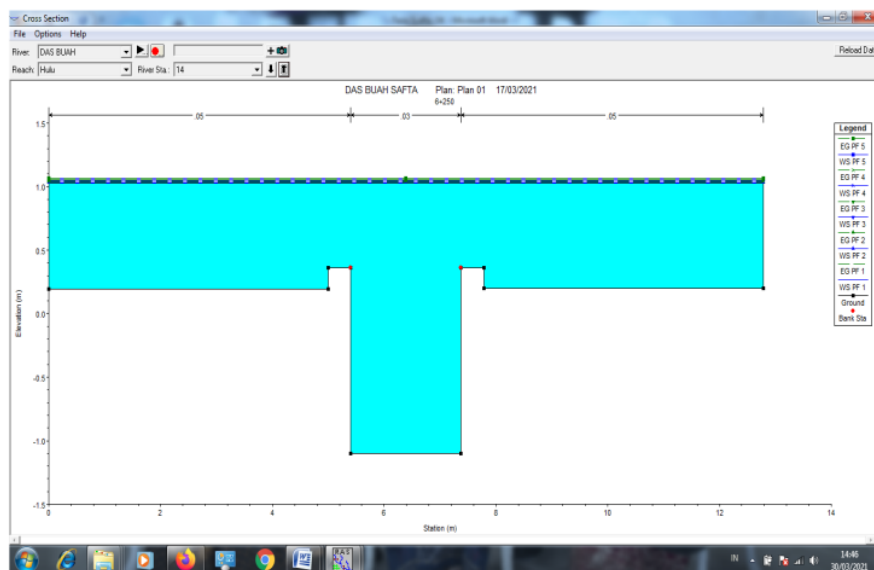 Cross Section
File Options Help
River: DAS BUAH
Reload Dat
Reach: Hulu River Sta.: 14
DAS BUAH SAFTA Plan: Plan 01 17/03/2021
6+250
.05 .03 .05
Legend
EG PF 5
WS PF 5
EG PF 4
WS PF 4
EG PF 3
WS PF 3
EG PF 2
WS PF 2
EG PF 1
WS PF 1
Ground
Bank Sta
Elevation (m)
1.5
1.0
0.5
0.0
-0.5
-1.0
-1.5
0 2 4 6 8 10 12 14
Station (m)
IN 14:46
30/03/2021